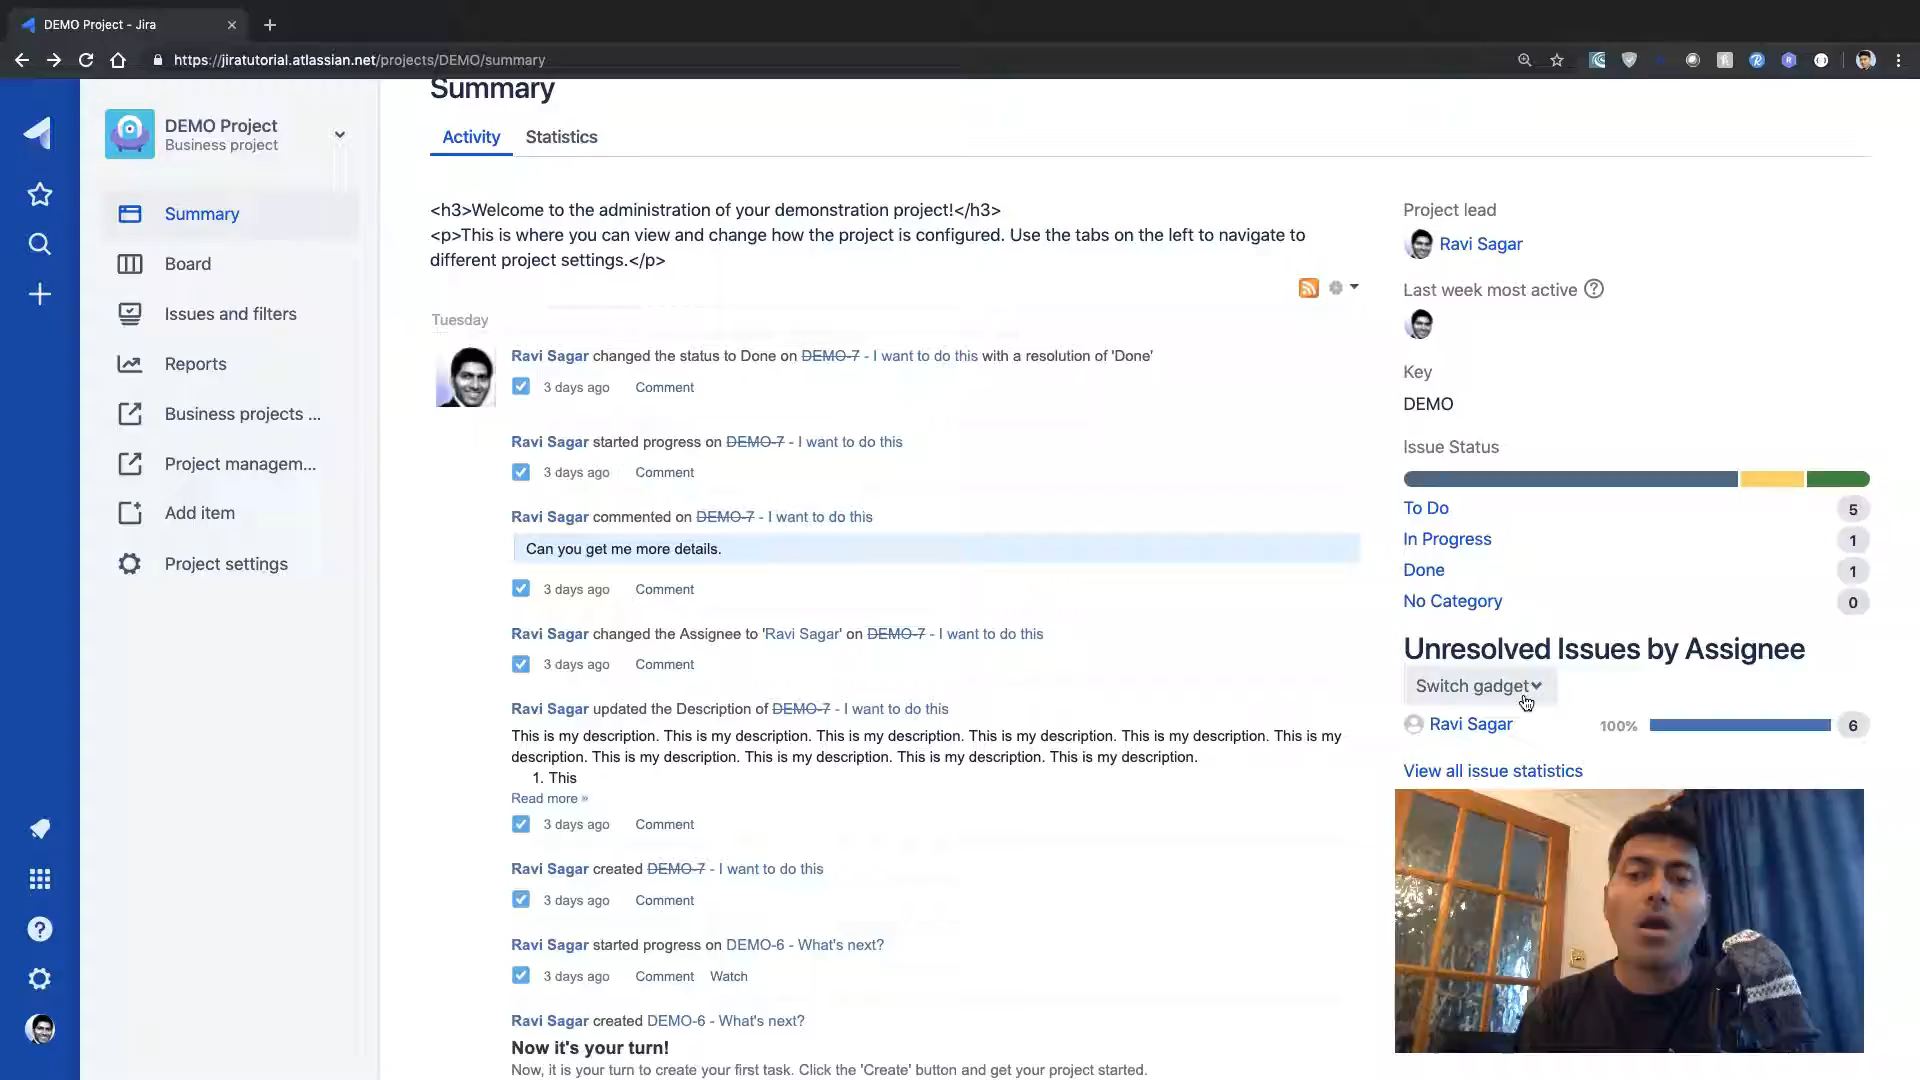 DEMO Project - Jira
https://jiratutorial.atlassian.net/projects/DEMO/summary
DEMO Project
Business project
Summary
Board
Issues and filters
Reports
Business projects ...
Project managem...
Add item
Project settings
Summary
Activity
Statistics
<h3>Welcome to the administration of your demonstration project!</h3>
<p>This is where you can view and change how the project is configured. Use the tabs on the left to navigate to
different project settings.</p>
Tuesday
Ravi Sagar changed the status to Done on DEMO-7 - I want to do this with a resolution of 'Done'
3 days ago Comment
Ravi Sagar started progress on DEMO-7 - I want to do this
3 days ago Comment
Ravi Sagar commented on DEMO-7 - I want to do this
Can you get me more details.
3 days ago Comment
Ravi Sagar changed the Assignee to 'Ravi Sagar' on DEMO-7 - I want to do this
3 days ago Comment
Ravi Sagar updated the Description of DEMO-7 - I want to do this
This is my description. This is my description. This is my description. This is my description. This is my description. This is my
description. This is my description. This is my description. This is my description. This is my description.
1. This
Read more »
3 days ago Comment
Ravi Sagar created DEMO-7 - I want to do this
3 days ago Comment
Ravi Sagar started progress on DEMO-6 - What's next?
3 days ago Comment Watch
Ravi Sagar created DEMO-6 - What's next?
Now it's your turn!
Now, it is your turn to create your first task. Click the 'Create' button and get your project started.
Project lead
Ravi Sagar
Last week most active
Key
DEMO
Issue Status
To Do 5
In Progress 1
Done 1
No Category 0
Unresolved Issues by Assignee
Switch gadget
Ravi Sagar 100% 6
View all issue statistics